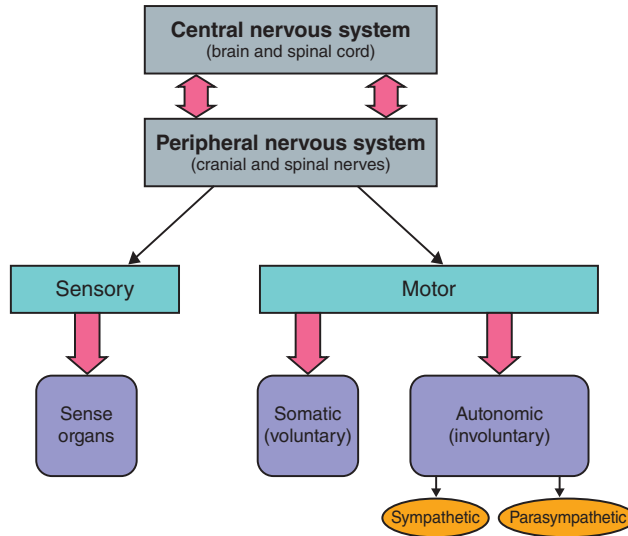 Central nervous system
(brain and spinal cord)
Peripheral nervous system
(cranial and spinal nerves)
Sensory
Motor
Sense
organs
Somatic
(voluntary)
Autonomic
(involuntary)
Sympathetic
Parasympathetic